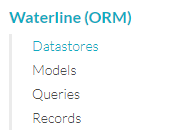 Waterline (ORM)
Datastores
Models
Queries
Records